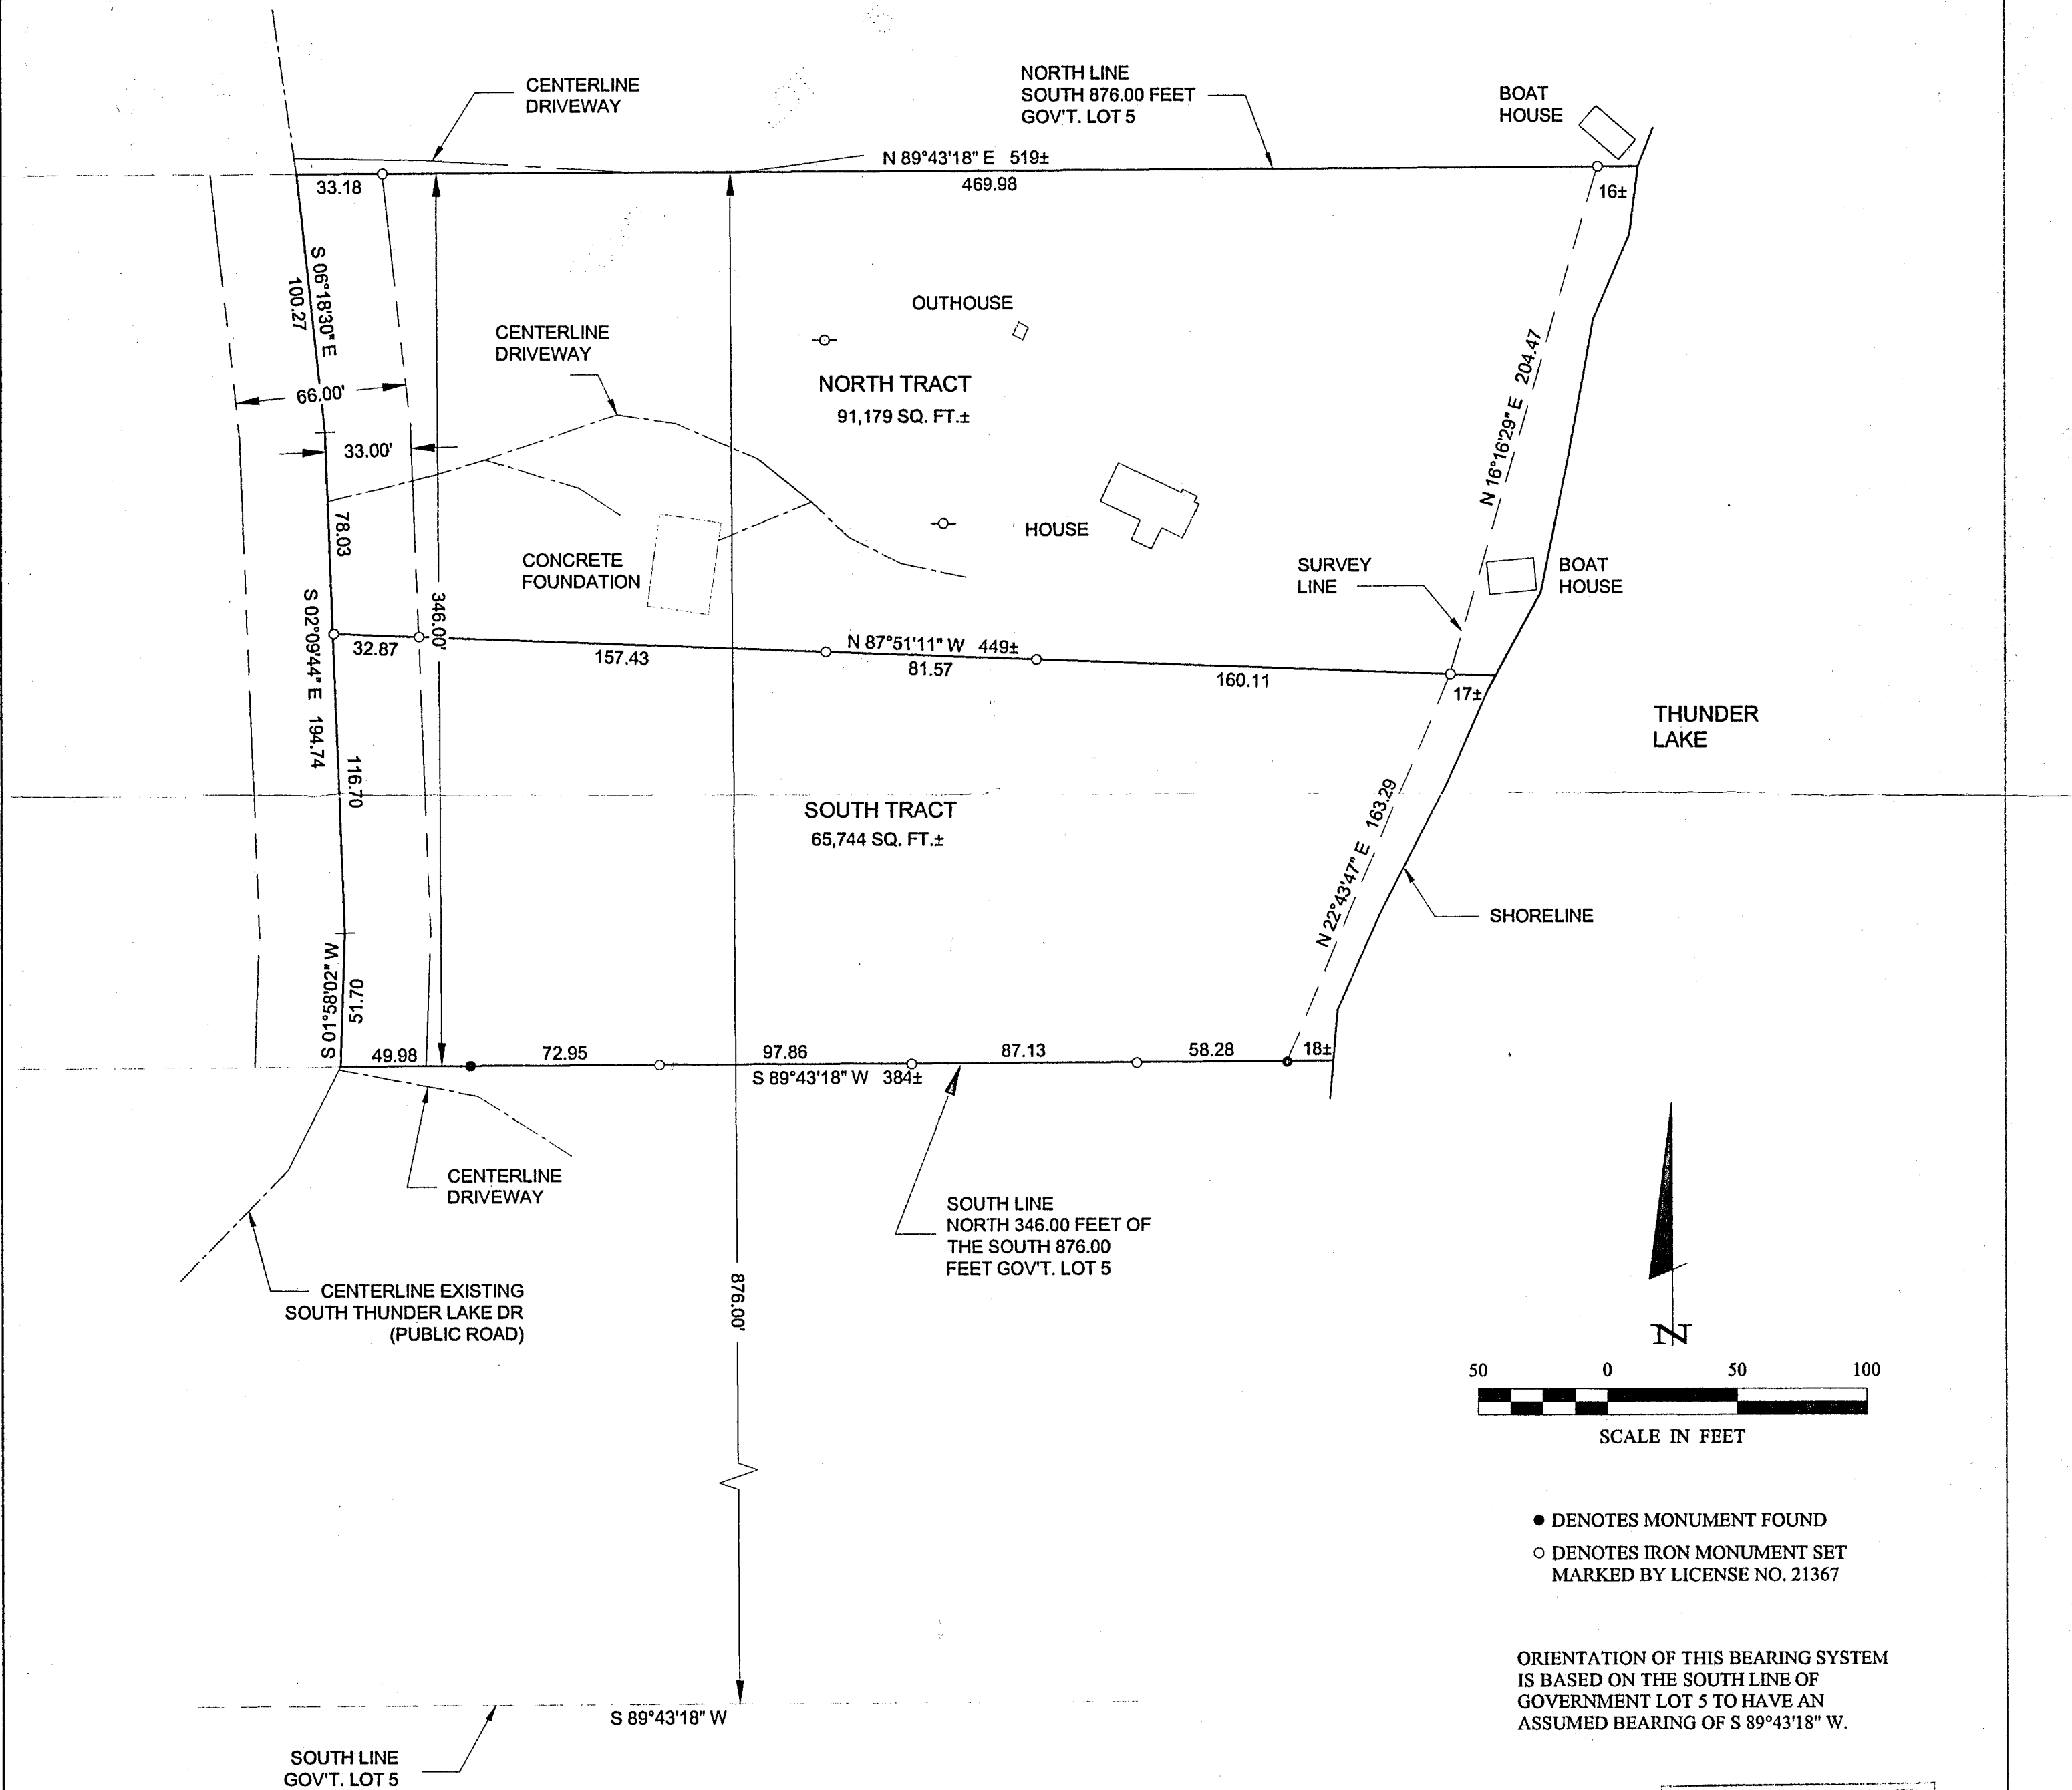 CENTERLINE
DRIVEWAY
NORTH LINE
SOUTH 876.00 FEET
GOV'T. LOT 5
BOAT
HOUSE
N 89°43'18" E 519±
33.18
469.98
16±
S 06°18'30" E
100.27
OUTHOUSE
CENTERLINE
DRIVEWAY
NORTH TRACT
91,179 SQ. FT.±
N 16°16'29" E 204.47
66.00'
33.00'
78.03
HOUSE
CONCRETE
FOUNDATION
SURVEY
LINE
BOAT
HOUSE
346.00'
S 02°09'44" E 194.74
32.87
157.43
N 87°51'11" W 449±
81.57
160.11
17±
THUNDER
LAKE
116.70
SOUTH TRACT
65,744 SQ. FT.±
N 22°43'47" E 163.29
SHORELINE
S 01°58'02" W
51.70
49.98
72.95
97.86
87.13
58.28
18±
S 89°43'18" W 384±
CENTERLINE
DRIVEWAY
SOUTH LINE
NORTH 346.00 FEET OF
THE SOUTH 876.00
FEET GOV'T. LOT 5
876.00'
CENTERLINE EXISTING
SOUTH THUNDER LAKE DR
(PUBLIC ROAD)
N
50 0 50 100
SCALE IN FEET
DENOTES MONUMENT FOUND
DENOTES IRON MONUMENT SET
MARKED BY LICENSE NO. 21367
ORIENTATION OF THIS BEARING SYSTEM
IS BASED ON THE SOUTH LINE OF
GOVERNMENT LOT 5 TO HAVE AN
ASSUMED BEARING OF S 89°43'18" W.
S 89°43'18" W
SOUTH LINE
GOV'T. LOT 5